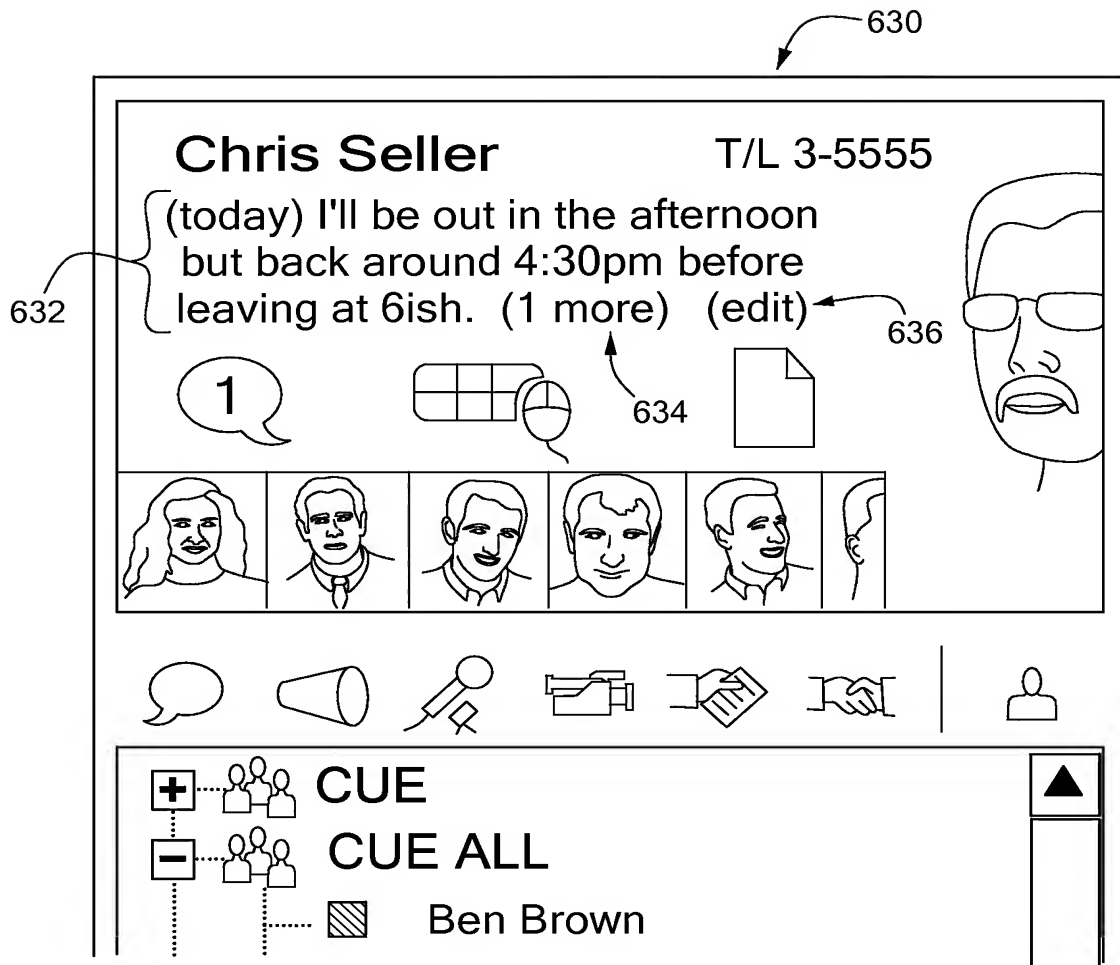 630
Chris Seller T/L 3-5555
(today) I'll be out in the afternoon
but back around 4:30pm before
leaving at 6ish. (1 more) (edit)
632
636
1
634
CUE
CUE ALL
Ben Brown